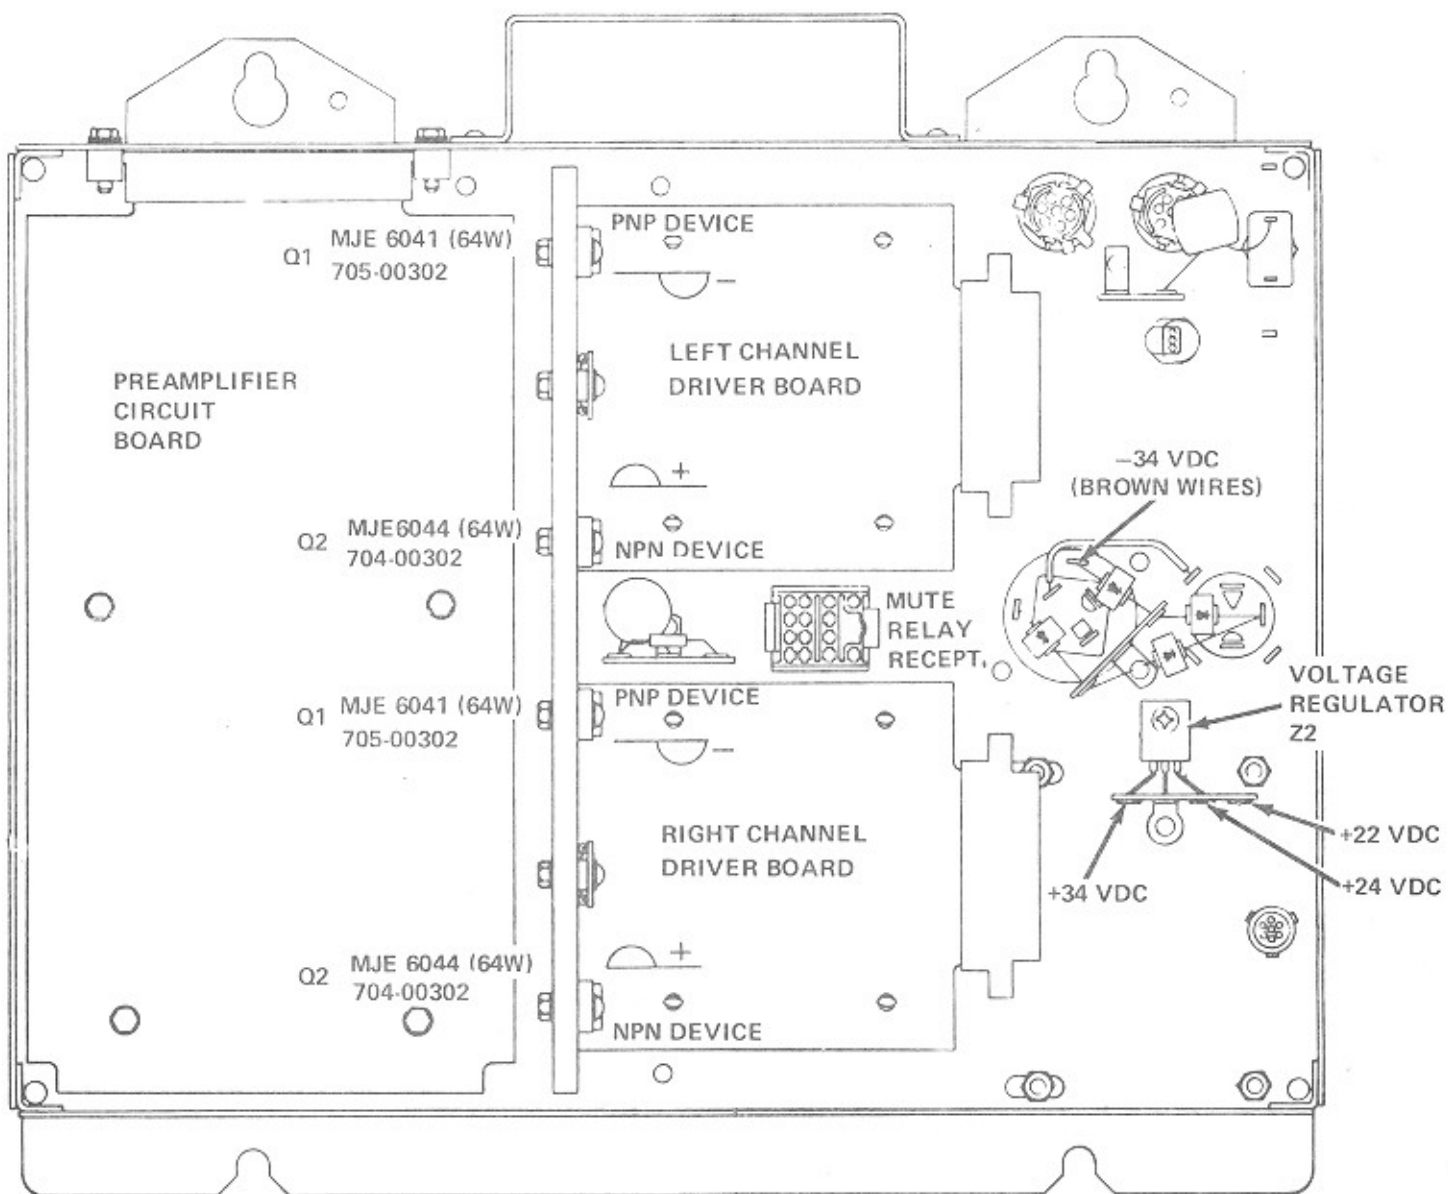 PNP DEVICE
Q1 MJE 6041 (64W)
705-00302
−
LEFT CHANNEL
DRIVER BOARD
PREAMPLIFIER
CIRCUIT
BOARD
−34 VDC
(BROWN WIRES)
+
Q2 MJE6044 (64W)
704-00302
NPN DEVICE
MUTE
RELAY
RECEPT.
VOLTAGE
REGULATOR
Z2
PNP DEVICE
Q1 MJE 6041 (64W)
705-00302
−
RIGHT CHANNEL
DRIVER BOARD
+22 VDC
+24 VDC
+34 VDC
+
Q2 MJE 6044 (64W)
704-00302
NPN DEVICE